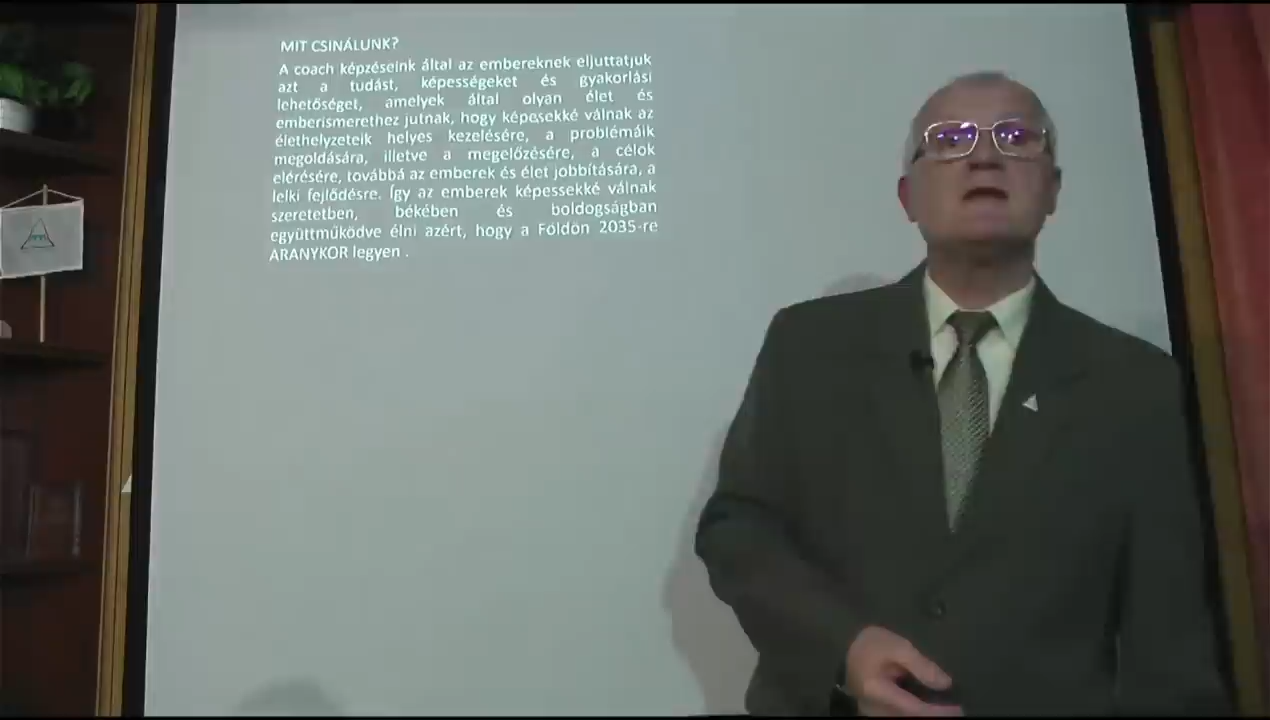 MIT CSINÁLUNK?
A coach képzéseink által az embereknek eljuttatjuk
azt a tudást, képességeket és gyakorlási
lehetőséget, amelyek által olyan élet és
emberismerethez jutnak, hogy képesekké válnak az
élethelyzeteik helyes kezelésére, a problémáik
megoldására, illetve a megelőzésére, a célok
elérésére, továbbá az emberek és élet jobbítására, a
lelki fejlődésre. Így az emberek képessekké válnak
szeretetben, békében és boldogságban
együttműködve élni azért, hogy a Földön 2035-re
ARANYKOR legyen .